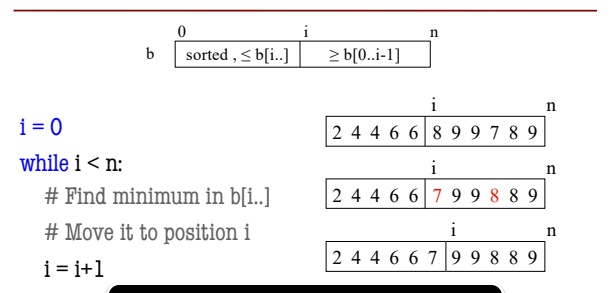 0 i n
b sorted , ≤ b[i..] ≥ b[0..i-1]
i = 0
while i < n:
# Find minimum in b[i..]
# Move it to position i
i = i+1
i n
2 4 4 6 6 8 9 9 7 8 9
i n
2 4 4 6 6 7 9 9 8 8 9
i n
2 4 4 6 6 7 9 9 8 8 9